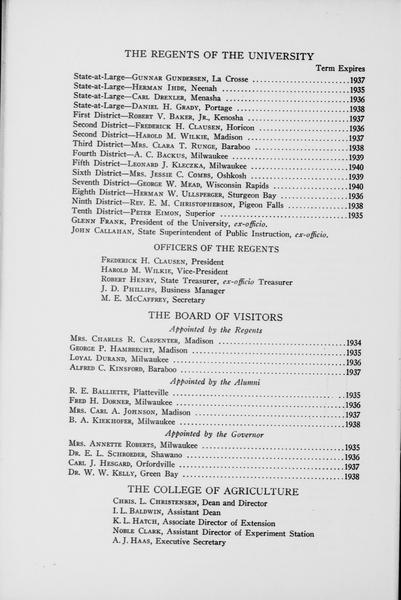 THE REGENTS OF THE UNIVERSITY
Term Expires
State-at-Large—GUNNAR GUNDERSEN, La Crosse ........................1937
State-at-Large—HERMAN IHDE, Neenah ........................1935
State-at-Large—CARL DREXLER, Menasha ........................1936
State-at-Large—DANIEL H. GRADY, Portage ........................1938
First District—ROBERT V. BAKER, JR., Kenosha ........................1937
Second District—FREDERICK H. CLAUSEN, Horicon ........................1936
Second District—HAROLD M. WILKIE, Madison ........................1937
Third District—MRS. CLARA T. RUNGE, Baraboo ........................1938
Fourth District—A. C. BACKUS, Milwaukee ........................1939
Fifth District—LEONARD J. KLECZKA, Milwaukee ........................1940
Sixth District—MRS. JESSIE C. COMBS, Oshkosh ........................1939
Seventh District—GEORGE W. MEAD, Wisconsin Rapids ........................1940
Eighth District—HERMAN W. ULLSPERGER, Sturgeon Bay ........................1936
Ninth District—REV. E. M. CHRISTOPHERSON, Pigeon Falls ........................1938
Tenth District—PETER EIMON, Superior ........................1935
GLENN FRANK, President of the University, ex-officio.
JOHN CALLAHAN, State Superintendent of Public Instruction, ex-officio.
OFFICERS OF THE REGENTS
FREDERICK H. CLAUSEN, President
HAROLD M. WILKIE, Vice-President
ROBERT HENRY, State Treasurer, ex-officio Treasurer
J. D. PHILLIPS, Business Manager
M. E. MCCAFFREY, Secretary
THE BOARD OF VISITORS
Appointed by the Regents
MRS. CHARLES R. CARPENTER, Madison ........................1934
GEORGE P. HAMBRECHT, Madison ........................1935
LOYAL DURAND, Milwaukee ........................1936
ALFRED C. KINSFORD, Baraboo ........................1937
Appointed by the Alumni
R. E. BALLIETTE, Platteville ........................1935
FRED H. DORNER, Milwaukee ........................1936
MRS. CARL A. JOHNSON, Madison ........................1937
B. A. KIEKHOFER, Milwaukee ........................1938
Appointed by the Governor
MRS. ANNETTE ROBERTS, Milwaukee ........................1935
DR. E. L. SCHROEDER, Shawano ........................1936
CARL J. HESGARD, Orfordville ........................1937
DR. W. W. KELLY, Green Bay ........................1938
THE COLLEGE OF AGRICULTURE
CHRIS. L. CHRISTENSEN, Dean and Director
I. L. BALDWIN, Assistant Dean
K. L. HATCH, Associate Director of Extension
NOBLE CLARK, Assistant Director of Experiment Station
A. J. HAAS, Executive Secretary